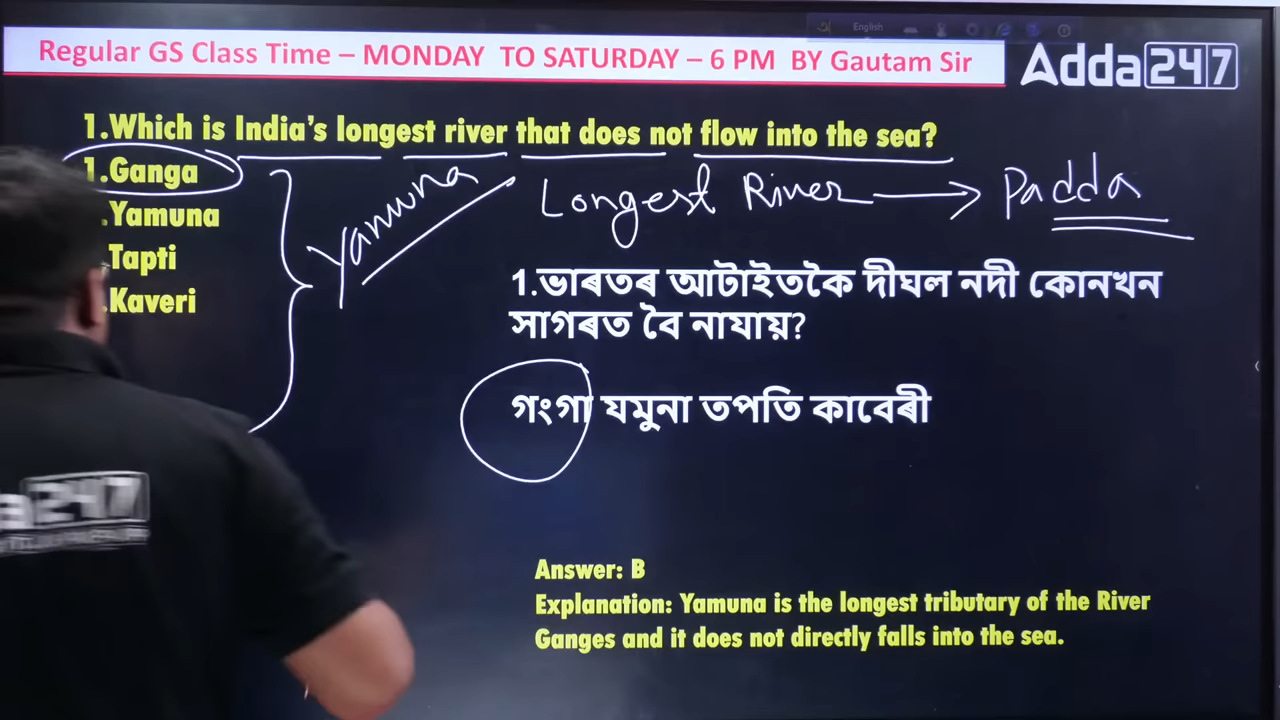 English
Regular GS Class Time – MONDAY TO SATURDAY – 6 PM BY Gautam Sir
Adda247
1.Which is India's longest river that does not flow into the sea?
1.Ganga
.Yamuna
.Tapti
.Kaveri
Yamuna
Longest River → Padda
1.ভাৰতৰ আটাইতকৈ দীঘল নদী কোনখন
সাগৰত বৈ নাযায়?
গংগা যমুনা তপতি কাবেৰী
Answer: B
Explanation: Yamuna is the longest tributary of the River
Ganges and it does not directly falls into the sea.
a247